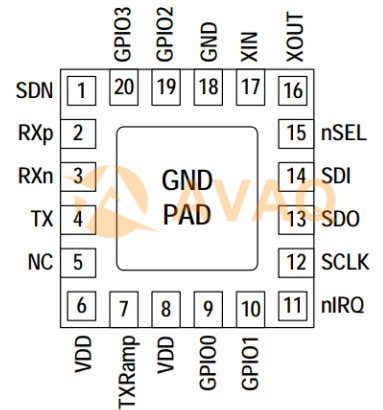 GPIO3 GPIO2 GND XIN XOUT
SDN 1 20 19 18 17 16
RXp 2 15 nSEL
RXn 3 14 SDI
GND
PAD
AVAQ
TX 4 13 SDO
NC 5 12 SCLK
6 7 8 9 10 11 nIRQ
VDD TXRamp VDD GPIO0 GPIO1